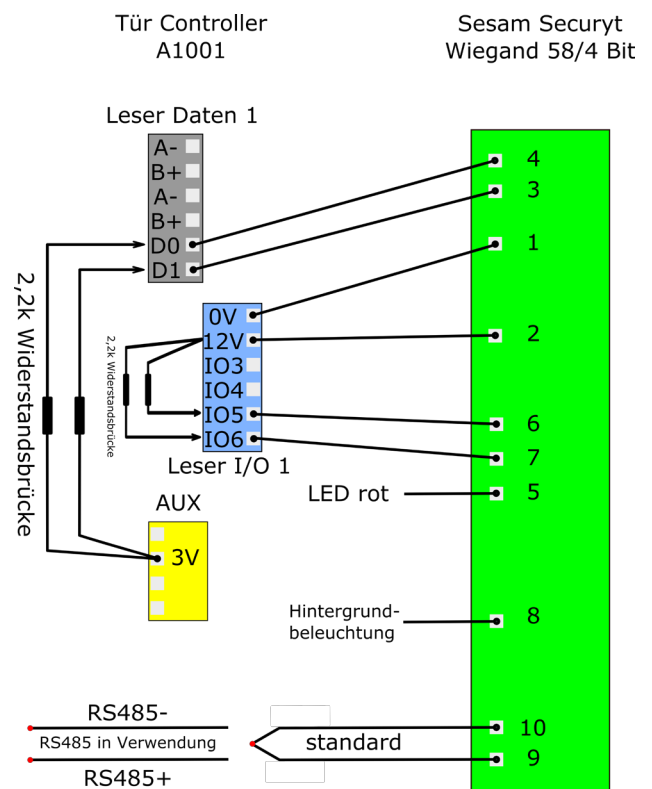 Tür Controller
A1001
Sesam Securyt
Wiegand 58/4 Bit
Leser Daten 1
A-
B+
A-
B+
D0
D1
4
3
1
2,2k Widerstandsbrücke
0V
12V
IO3
IO4
IO5
IO6
2,2k Widerstandsbrücke
Leser I/O 1
2
6
7
LED rot
5
AUX
3V
Hintergrund-
beleuchtung
8
RS485-
RS485 in Verwendung
RS485+
standard
10
9